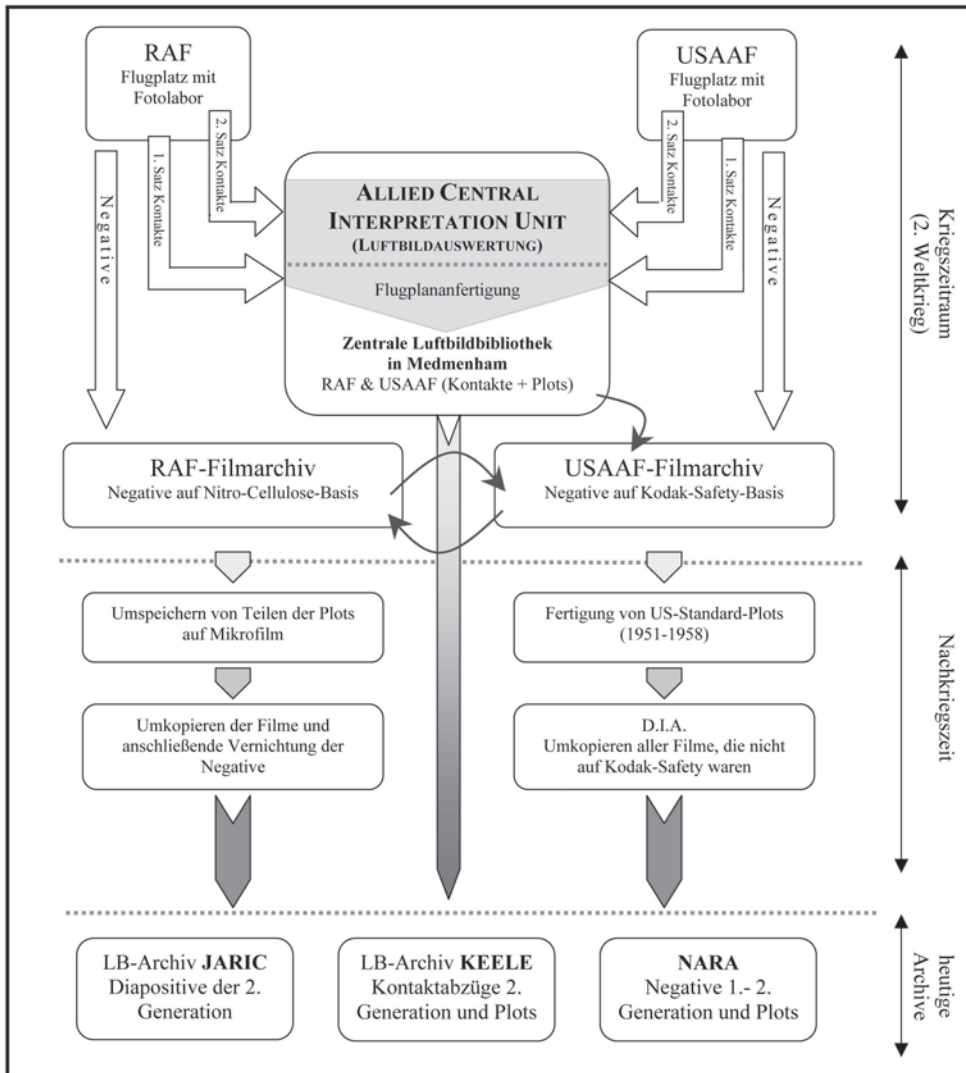 RAF
Flugplatz mit
Fotolabor
USAAF
Flugplatz mit
Fotolabor
Negative
1. Satz Kontakte
2. Satz Kontakte
2. Satz Kontakte
1. Satz Kontakte
Negative
ALLIED CENTRAL
INTERPRETATION UNIT
(LUFTBILDAUSWERTUNG)
Flugplananfertigung
Zentrale Luftbildbibliothek
in Medmenham
RAF & USAAF (Kontakte + Plots)
Kriegszeitraum
(2. Weltkrieg)
RAF-Filmarchiv
Negative auf Nitro-Cellulose-Basis
USAAF-Filmarchiv
Negative auf Kodak-Safety-Basis
Umspeichern von Teilen der Plots
auf Mikrofilm
Fertigung von US-Standard-Plots
(1951-1958)
Umkopieren der Filme und
anschließende Vernichtung der
Negative
D.I.A.
Umkopieren aller Filme, die nicht
auf Kodak-Safety waren
Nachkriegszeit
LB-Archiv JARIC
Diapositive der 2.
Generation
LB-Archiv KEELE
Kontaktabzüge 2.
Generation und Plots
NARA
Negative 1.- 2.
Generation und Plots
heutige
Archive